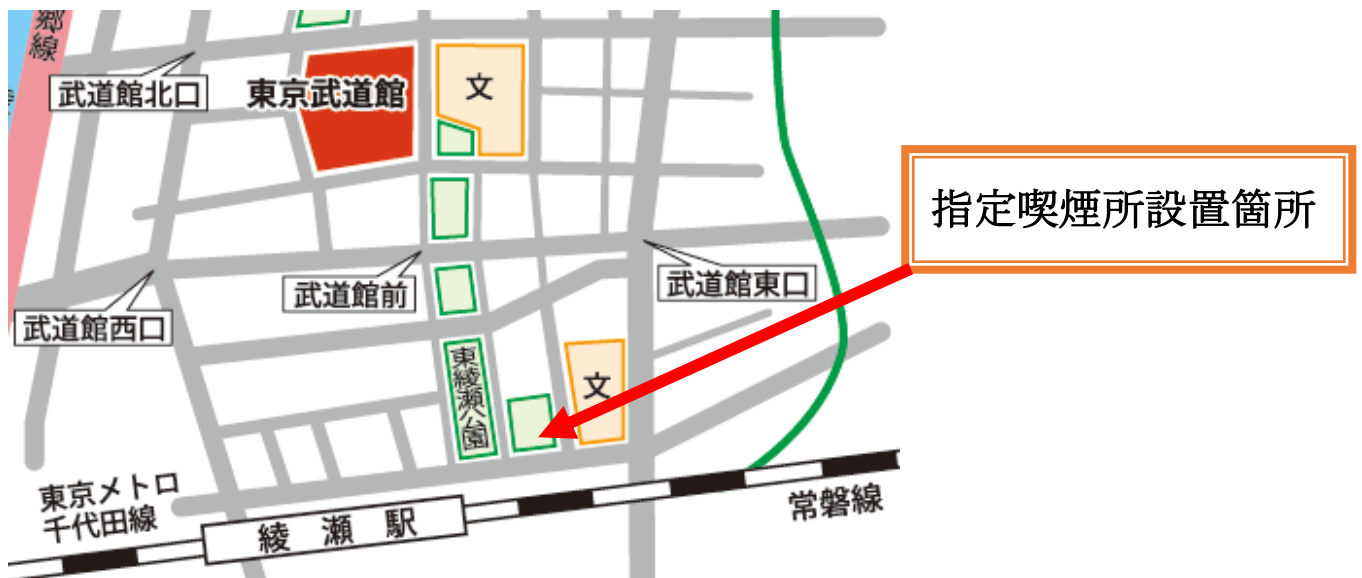 郷
線
武道館北口
東京武道館
文
指定喫煙所設置箇所
武道館前
武道館東口
武道館西口
東綾瀬公園
文
東京メトロ
千代田線
綾瀬駅
常磐線